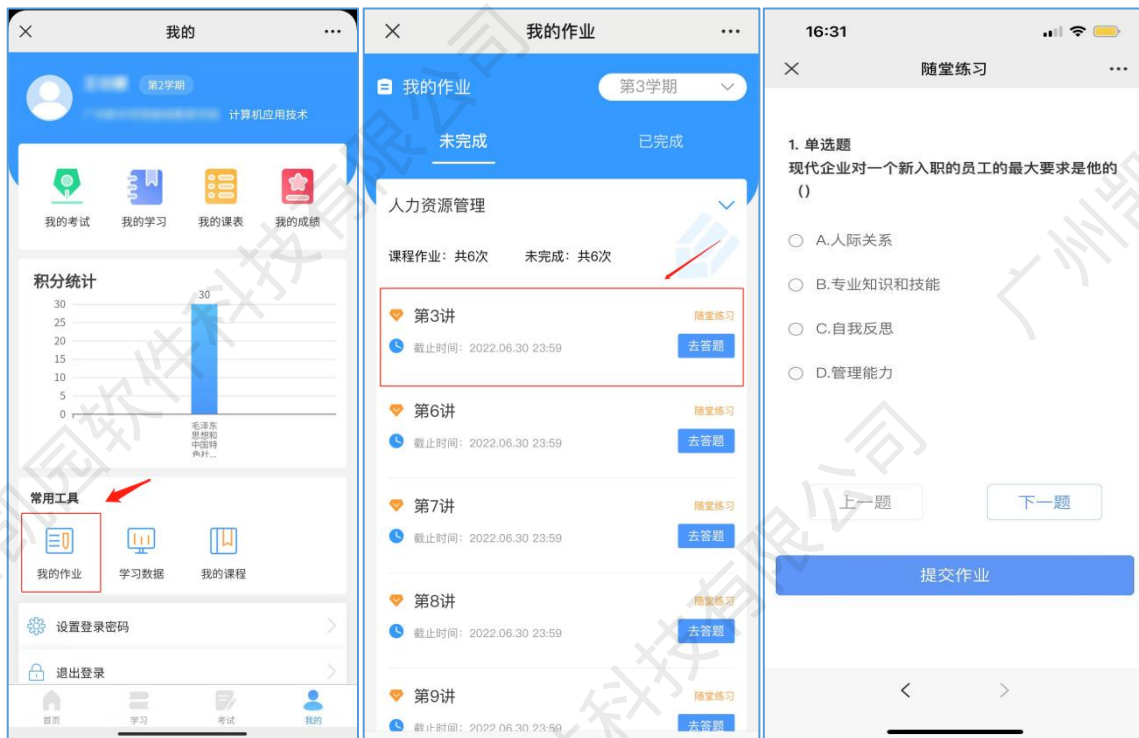 我的
第2学期
计算机应用技术
我的考试
我的学习
我的课表
我的成绩
积分统计
30
25
20
15
10
5
0
30
毛泽东
思想和
中国特
色社...
常用工具
我的作业
学习数据
我的课程
设置登录密码
退出登录
首页
学习
考试
我的
我的作业
我的作业
第3学期
未完成
已完成
人力资源管理
课程作业：共6次 未完成：共6次
第3讲
随堂练习
截止时间：2022.06.30 23:59
去答题
第6讲
随堂练习
截止时间：2022.06.30 23:59
去答题
第7讲
随堂练习
截止时间：2022.06.30 23:59
去答题
第8讲
随堂练习
截止时间：2022.06.30 23:59
去答题
第9讲
随堂练习
截止时间：2022.06.30 23:59
去答题
16:31
随堂练习
1. 单选题
现代企业对一个新入职的员工的最大要求是他的
()
A.人际关系
B.专业知识和技能
C.自我反思
D.管理能力
上一题
下一题
提交作业